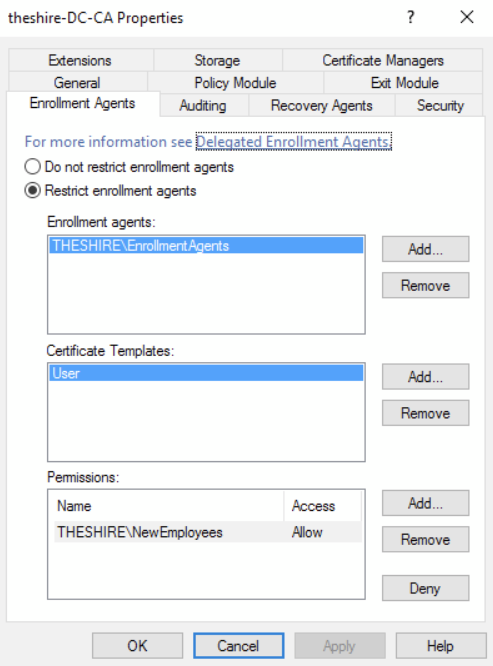 theshire-DC-CA Properties ? ×
Extensions Storage Certificate Managers
General Policy Module Exit Module
Enrollment Agents Auditing Recovery Agents Security
For more information see Delegated Enrollment Agents.
Do not restrict enrollment agents
Restrict enrollment agents
Enrollment agents:
THESHIRE\EnrollmentAgents Add...
Remove
Certificate Templates:
User Add...
Remove
Permissions:
Name Access Add...
THESHIRE\NewEmployees Allow Remove
Deny
OK Cancel Apply Help